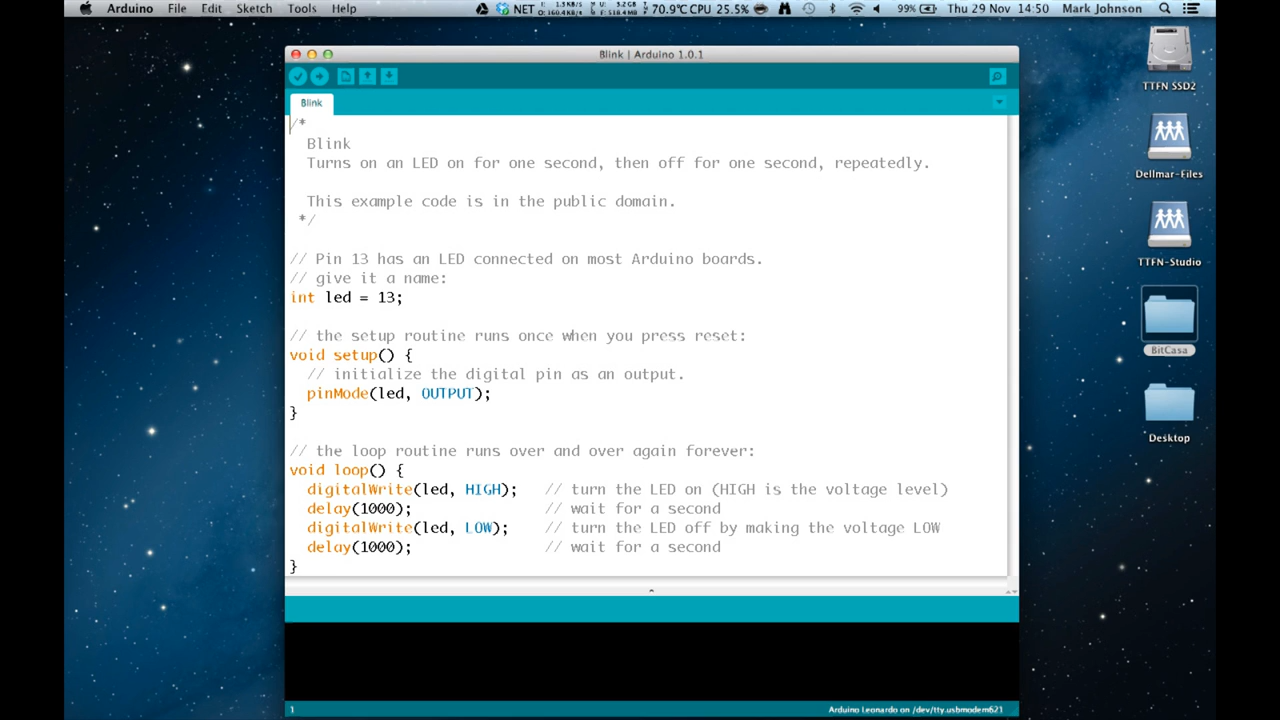 Arduino File Edit Sketch Tools Help NET 70.9°C CPU 25.5% 99% Thu 29 Nov 14:50 Mark Johnson
Blink | Arduino 1.0.1
Blink
/*
Blink
Turns on an LED on for one second, then off for one second, repeatedly.
This example code is in the public domain.
*/
// Pin 13 has an LED connected on most Arduino boards.
// give it a name:
int led = 13;
// the setup routine runs once when you press reset:
void setup() {
// initialize the digital pin as an output.
pinMode(led, OUTPUT);
}
// the loop routine runs over and over again forever:
void loop() {
digitalWrite(led, HIGH); // turn the LED on (HIGH is the voltage level)
delay(1000); // wait for a second
digitalWrite(led, LOW); // turn the LED off by making the voltage LOW
delay(1000); // wait for a second
}
1 Arduino Leonardo on /dev/tty.usbmodem621
TTFN SSD2
Dellmar-Files
TTFN-Studio
BitCasa
Desktop